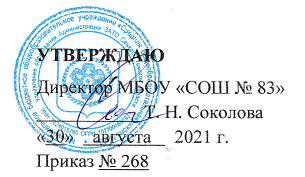 УТВЕРЖДАЮ
Директор МБОУ «СОШ № 83»
Т. Н. Соколова
«30» августа 2021 г.
Приказ № 268